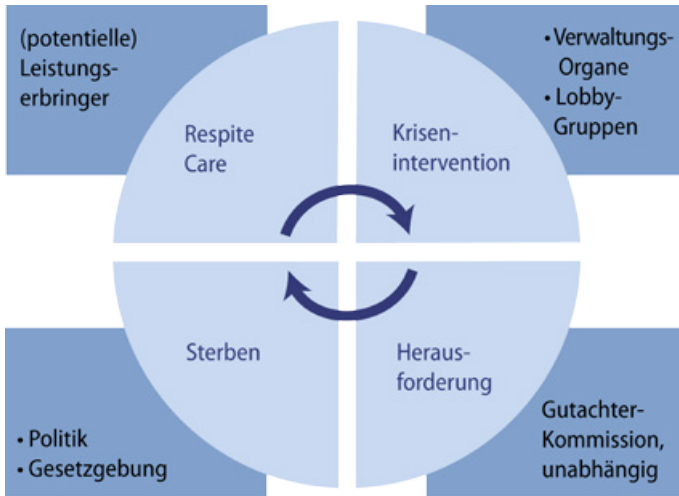 (potentielle)
Leistungs-
erbringer
• Verwaltungs-
Organe
• Lobby-
Gruppen
Respite
Care
Krisen-
intervention
Sterben
Heraus-
forderung
• Politik
• Gesetzgebung
Gutachter-
Kommission,
unabhängig